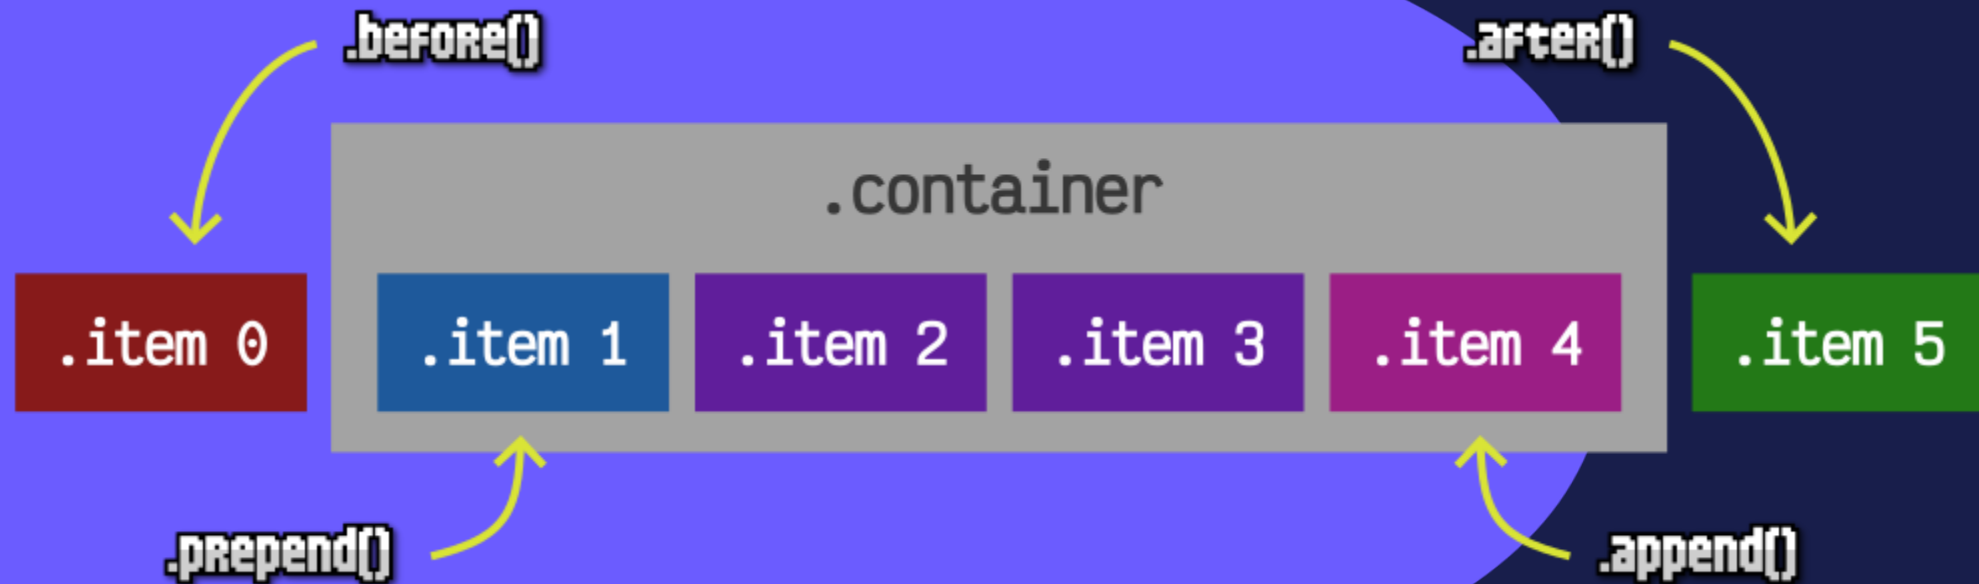 .before()
.after()
.container
.item 0
.item 1
.item 2
.item 3
.item 4
.item 5
.prepend()
.append()